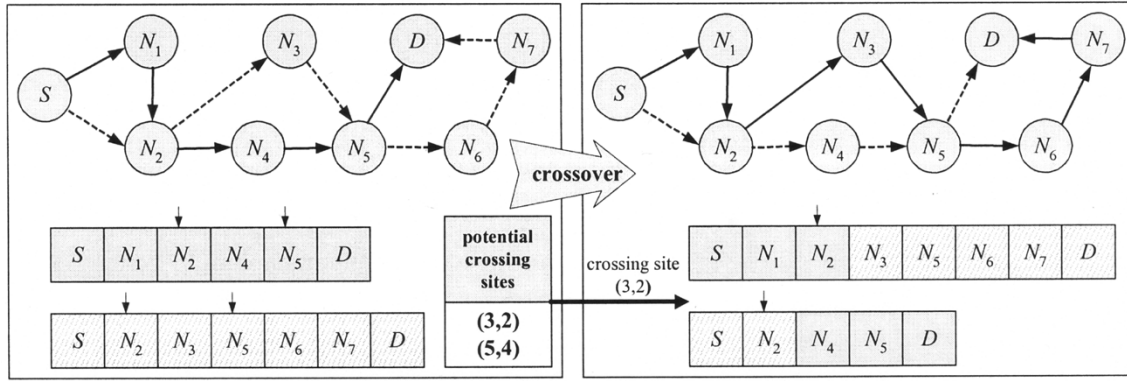 N1 N3 D N7
S
N2 N4 N5 N6
S N1 N2 N4 N5 D
S N2 N3 N5 N6 N7 D
potential
crossing
sites
(3,2)
(5,4)
crossover
crossing site
(3,2)
N1 N3 D N7
S
N2 N4 N5 N6
S N1 N2 N3 N5 N6 N7 D
S N2 N4 N5 D